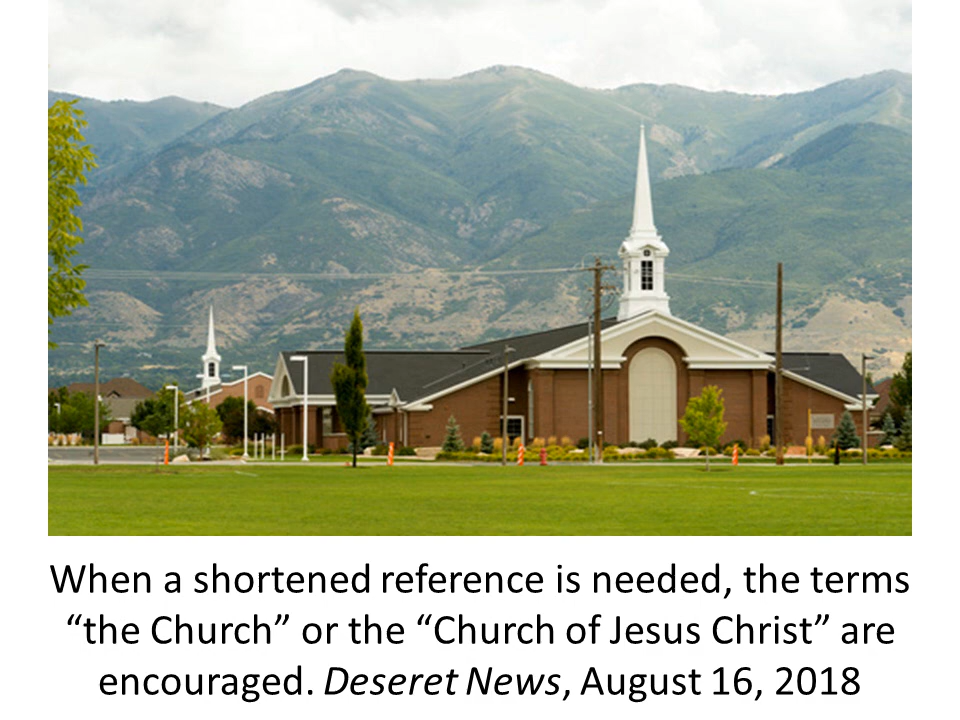 When a shortened reference is needed, the terms
“the Church” or the “Church of Jesus Christ” are
encouraged. Deseret News, August 16, 2018